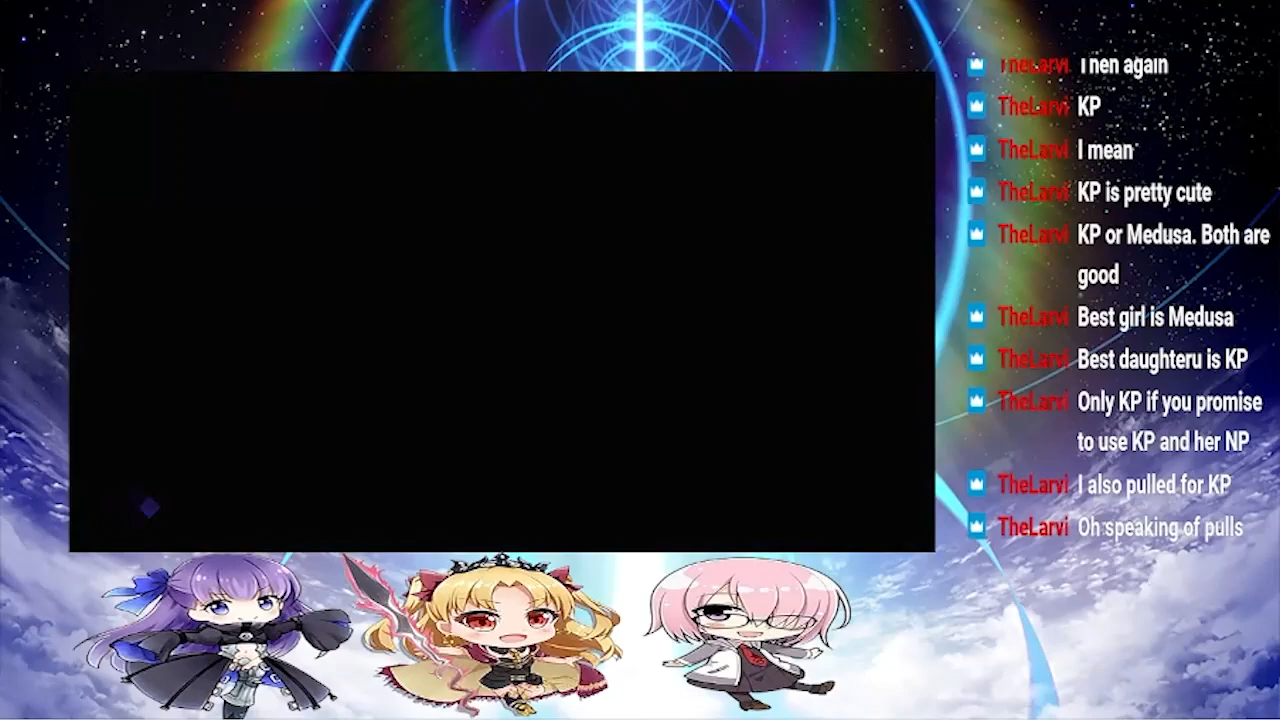 TheLarvi Then again
TheLarvi KP
TheLarvi I mean
TheLarvi KP is pretty cute
TheLarvi KP or Medusa. Both are
good
TheLarvi Best girl is Medusa
TheLarvi Best daughteru is KP
TheLarvi Only KP if you promise
to use KP and her NP
TheLarvi I also pulled for KP
TheLarvi Oh speaking of pulls